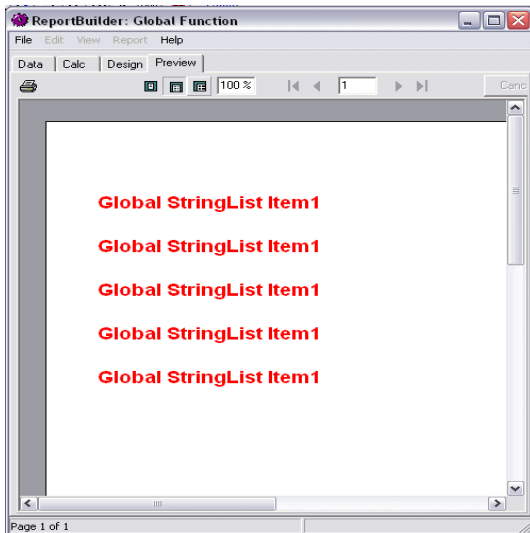 ReportBuilder: Global Function
File Edit View Report Help
Data Calc Design Preview
100 % 1 Canc
Global StringList Item1
Global StringList Item1
Global StringList Item1
Global StringList Item1
Global StringList Item1
Page 1 of 1